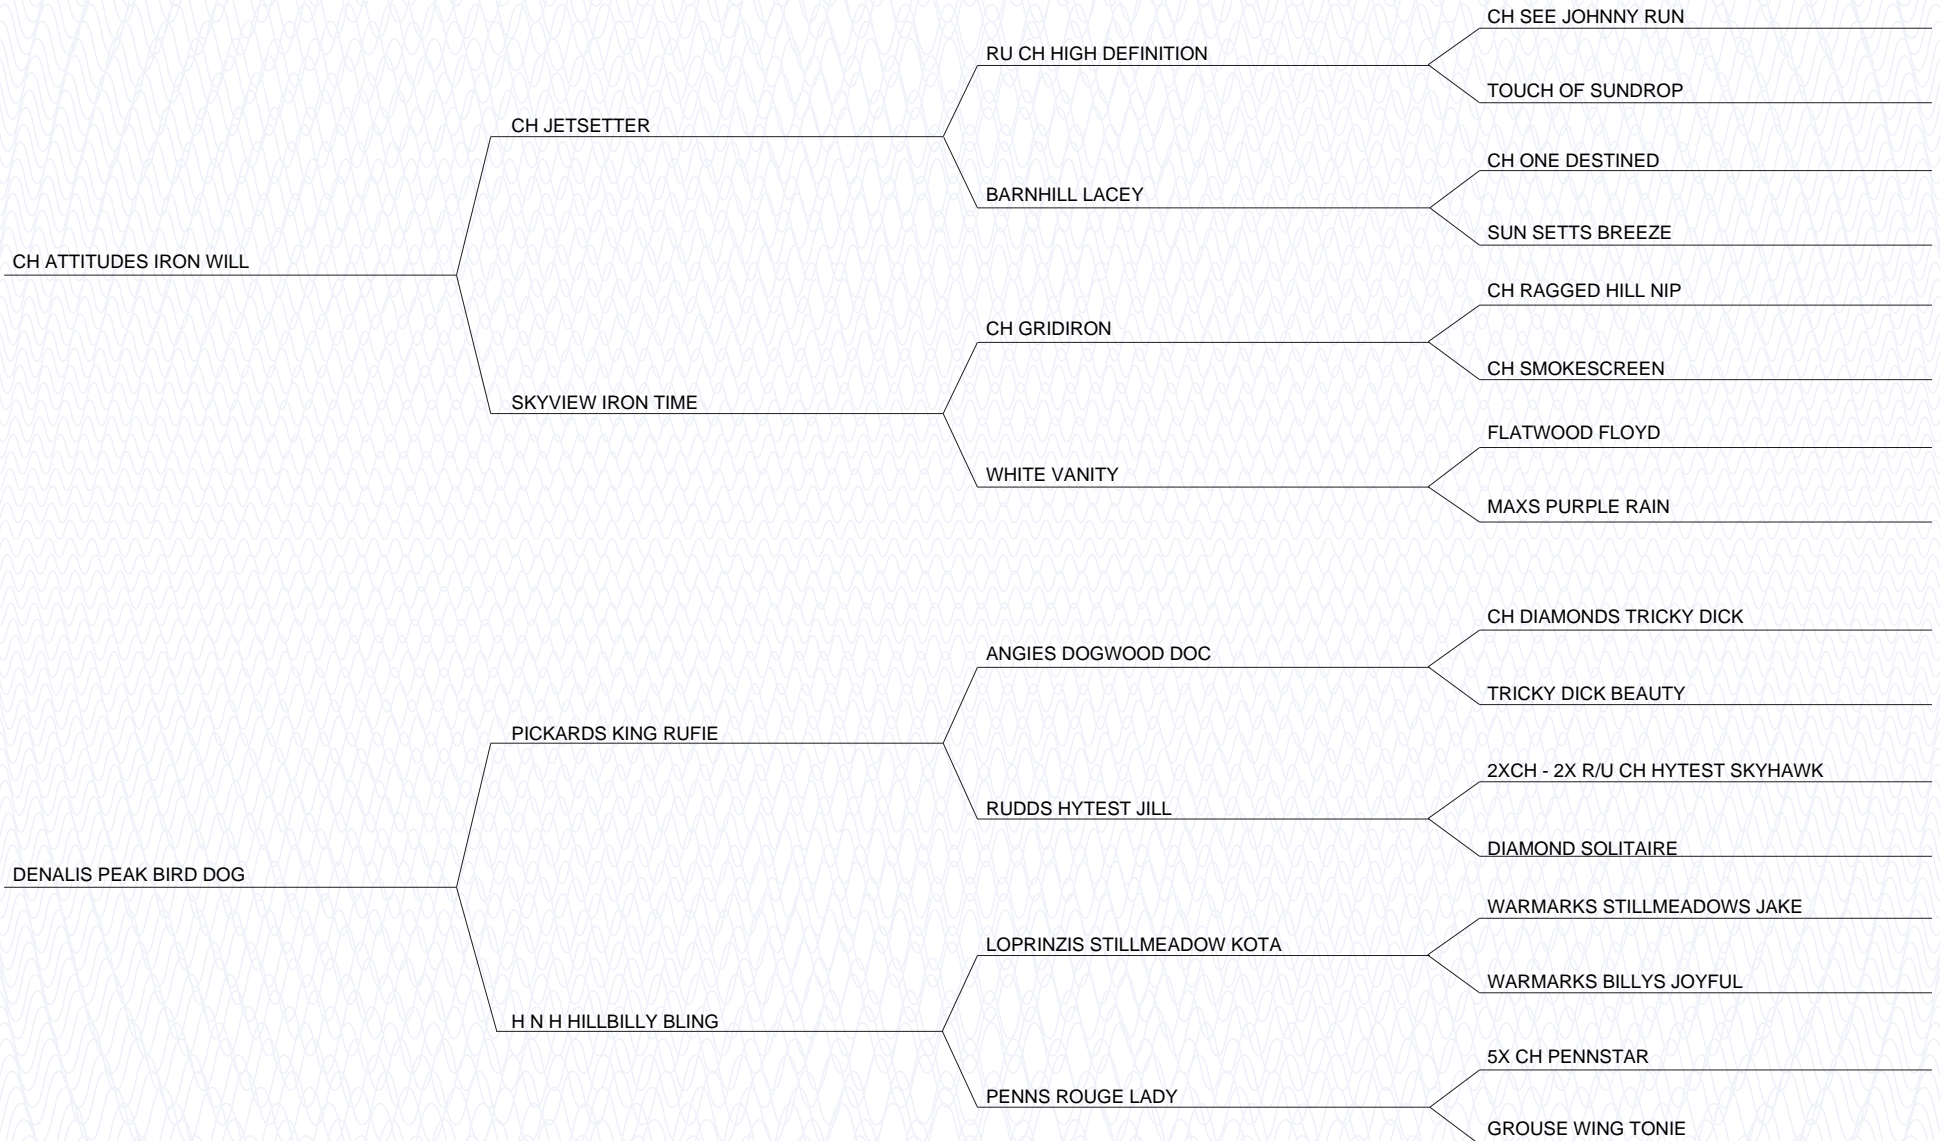 CH SEE JOHNNY RUN
RU CH HIGH DEFINITION
TOUCH OF SUNDROP
CH JETSETTER
CH ONE DESTINED
BARNHILL LACEY
SUN SETTS BREEZE
CH ATTITUDES IRON WILL
CH RAGGED HILL NIP
CH GRIDIRON
CH SMOKESCREEN
SKYVIEW IRON TIME
FLATWOOD FLOYD
WHITE VANITY
MAXS PURPLE RAIN
CH DIAMONDS TRICKY DICK
ANGIES DOGWOOD DOC
TRICKY DICK BEAUTY
PICKARDS KING RUFIE
2XCH - 2X R/U CH HYTEST SKYHAWK
RUDDS HYTEST JILL
DIAMOND SOLITAIRE
DENALIS PEAK BIRD DOG
WARMARKS STILLMEADOWS JAKE
LOPRINZIS STILLMEADOW KOTA
WARMARKS BILLYS JOYFUL
H N H HILLBILLY BLING
5X CH PENNSTAR
PENNS ROUGE LADY
GROUSE WING TONIE